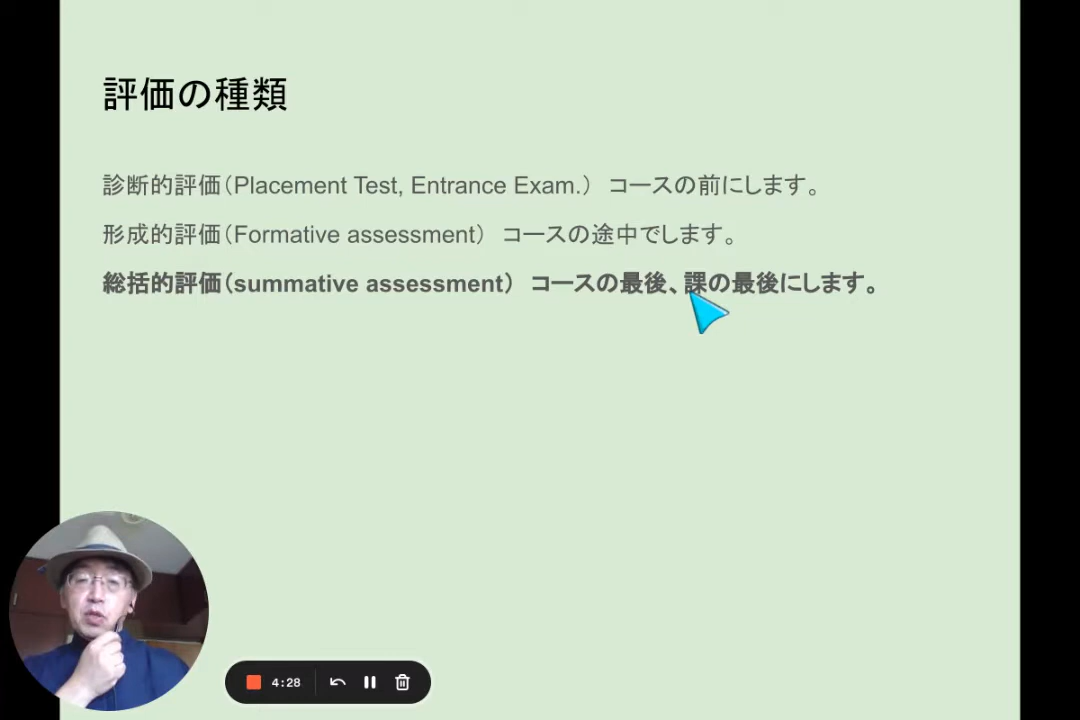 評価の種類
診断的評価（Placement Test, Entrance Exam.） コースの前にします。
形成的評価（Formative assessment） コースの途中でします。
総括的評価（summative assessment） コースの最後、課の最後にします。
4:28